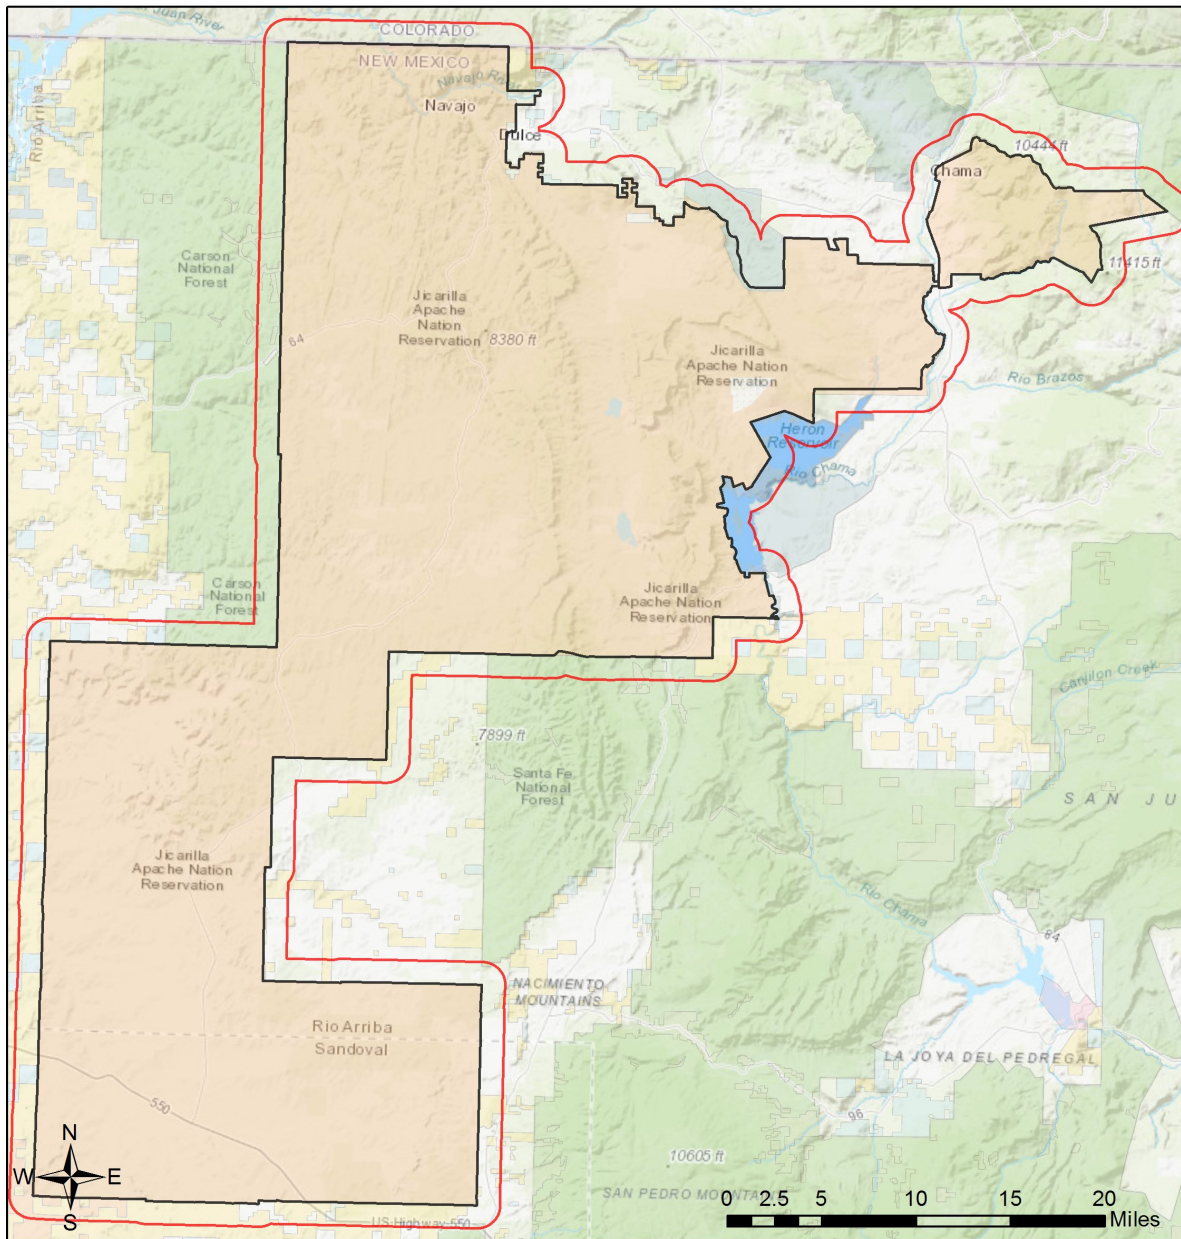 Juan River
COLORADO
NEW MEXICO
Navajo River
Navajo
Dulce
Rio Arriba
10444 ft
Chama
11415 ft
Carson
National
Forest
Jicarilla
Apache
Nation
Reservation
8380 ft
64
Jicarilla
Apache Nation
Reservation
Rio Brazos
Heron
Reservoir
Rio Chama
Carson
National
Forest
Jicarilla
Apache Nation
Reservation
Canjilon Creek
7899 ft
Santa Fe
National
Forest
SAN JU
Jicarilla
Apache Nation
Reservation
Rio Chama
84
NACIMIENTO
MOUNTAINS
Rio Arriba
Sandoval
LA JOYA DEL PEDREGAL
550
96
N
W E
S
10605 ft
SAN PEDRO MOUNTAIN
US Highway 550
0 2.5 5 10 15 20
Miles